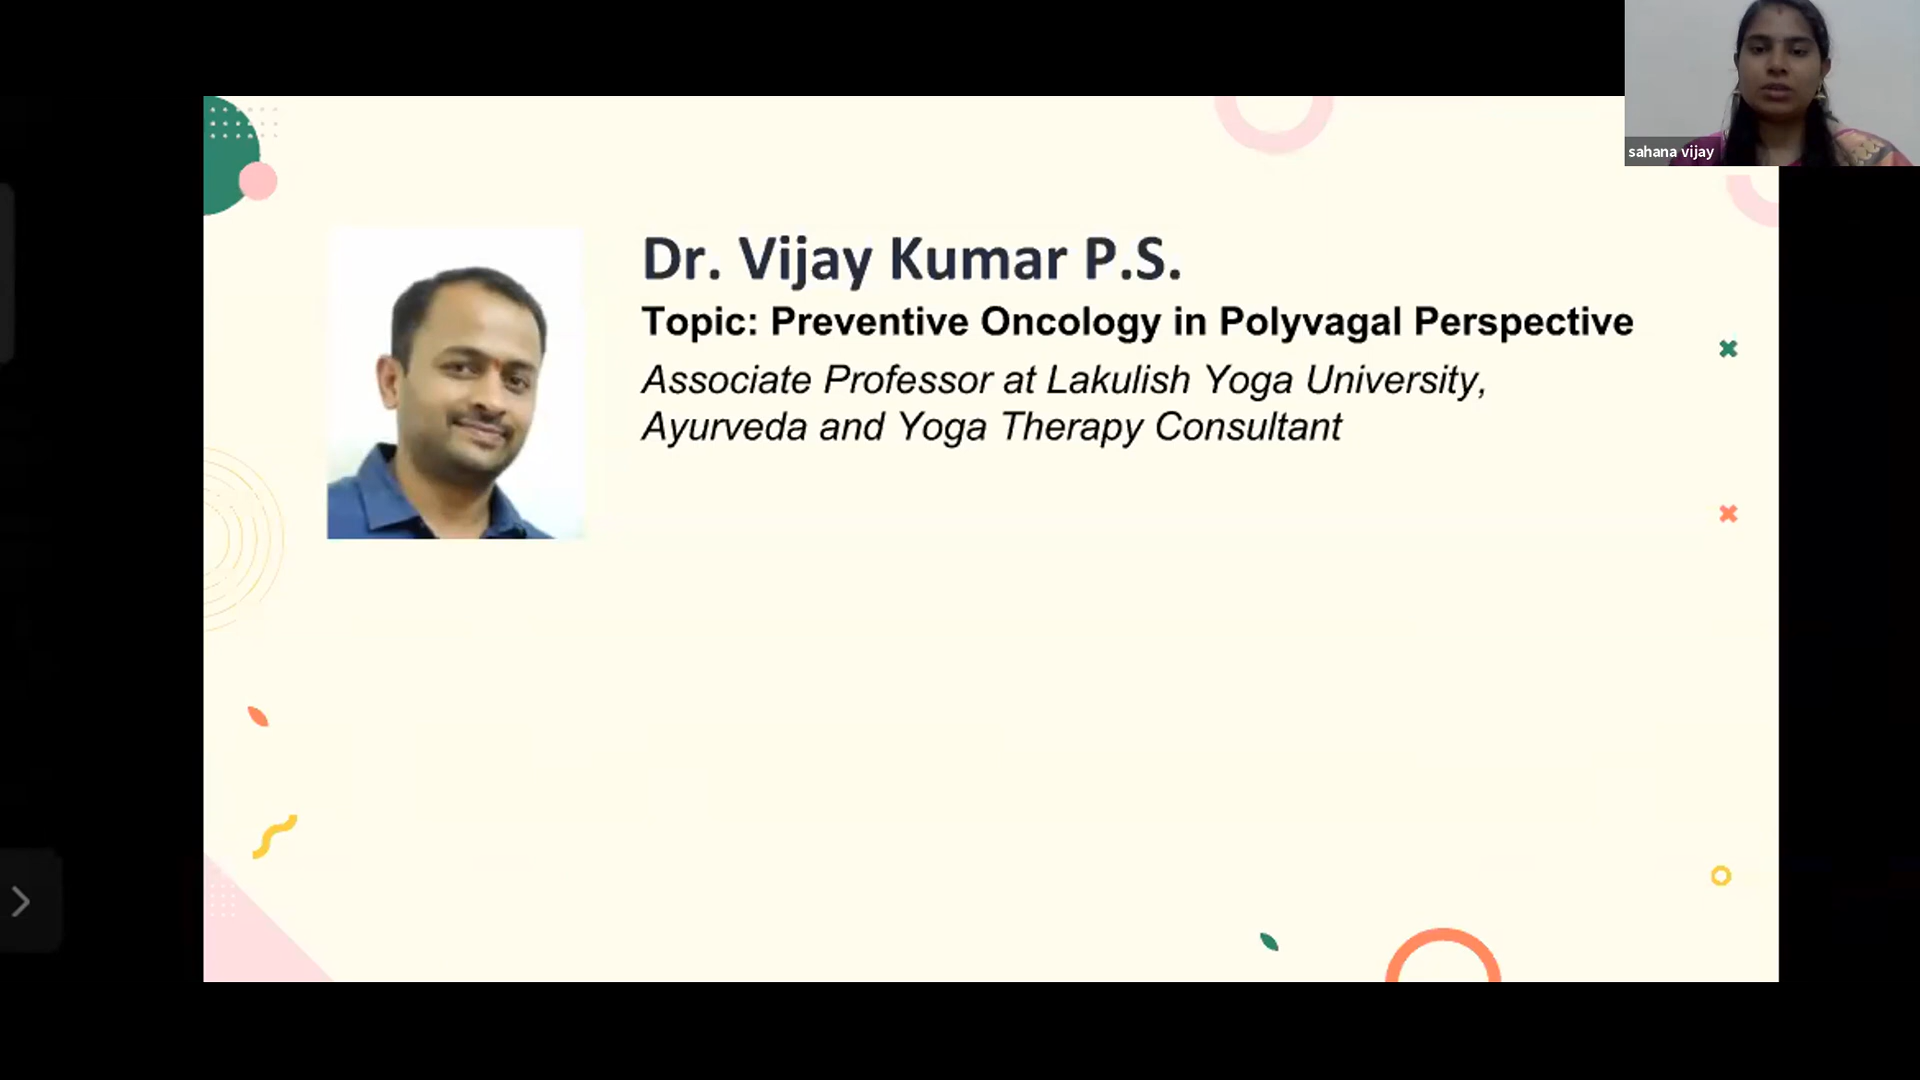 sahana vijay
Dr. Vijay Kumar P.S.
Topic: Preventive Oncology in Polyvagal Perspective
Associate Professor at Lakulish Yoga University,
Ayurveda and Yoga Therapy Consultant